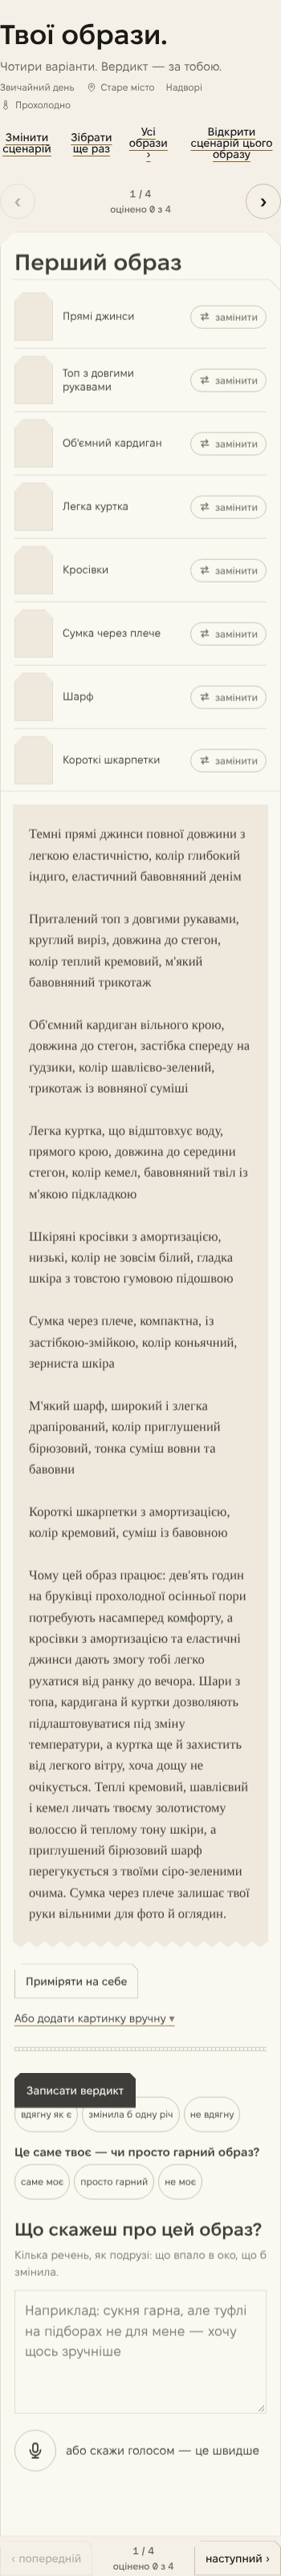 Твої образи.
Чотири варіанти. Вердикт — за тобою.
Звичайний день Старе місто Надворі
Прохолодно
Змінити сценарій
Зібрати ще раз
Усі образи ›
Відкрити сценарій цього образу
‹
1 / 4
оцінено 0 з 4
›
Перший образ
Прямі джинси
замінити
Топ з довгими
рукавами
замінити
Об'ємний кардиган
замінити
Легка куртка
замінити
Кросівки
замінити
Сумка через плече
замінити
Шарф
замінити
Короткі шкарпетки
замінити
Темні прямі джинси повної довжини з
легкою еластичністю, колір глибокий
індиго, еластичний бавовняний денім
Приталений топ з довгими рукавами,
круглий виріз, довжина до стегон,
колір теплий кремовий, м'який
бавовняний трикотаж
Об'ємний кардиган вільного крою,
довжина до стегон, застібка спереду на
ґудзики, колір шавлієво-зелений,
трикотаж із вовняної суміші
Легка куртка, що відштовхує воду,
прямого крою, довжина до середини
стегон, колір кемел, бавовняний твіл із
м'якою підкладкою
Шкіряні кросівки з амортизацією,
низькі, колір не зовсім білий, гладка
шкіра з товстою гумовою підошвою
Сумка через плече, компактна, із
застібкою-змійкою, колір коньячний,
зерниста шкіра
М'який шарф, широкий і злегка
драпірований, колір приглушений
бірюзовий, тонка суміш вовни та
бавовни
Короткі шкарпетки з амортизацією,
колір кремовий, суміш із бавовною
Чому цей образ працює: дев'ять годин
на бруківці прохолодної осінньої пори
потребують насамперед комфорту, а
кросівки з амортизацією та еластичні
джинси дають змогу тобі легко
рухатися від ранку до вечора. Шари з
топа, кардигана й куртки дозволяють
підлаштовуватися під зміну
температури, а куртка ще й захистить
від легкого вітру, хоча дощу не
очікується. Теплі кремовий, шавлієвий
і кемел личать твоєму золотистому
волоссю й теплому тону шкіри, а
приглушений бірюзовий шарф
перегукується з твоїми сіро-зеленими
очима. Сумка через плече залишає твої
руки вільними для фото й оглядин.
Приміряти на себе
Або додати картинку вручну ▾
Записати вердикт
вдягну як є
змінила б одну річ
не вдягну
Це саме твоє — чи просто гарний образ?
саме моє
просто гарний
не моє
Що скажеш про цей образ?
Кілька речень, як подрузі: що впало в око, що б
змінила.
Наприклад: сукня гарна, але туфлі
на підборах не для мене — хочу
щось зручніше
або скажи голосом — це швидше
‹ попередній
1 / 4
оцінено 0 з 4
наступний ›